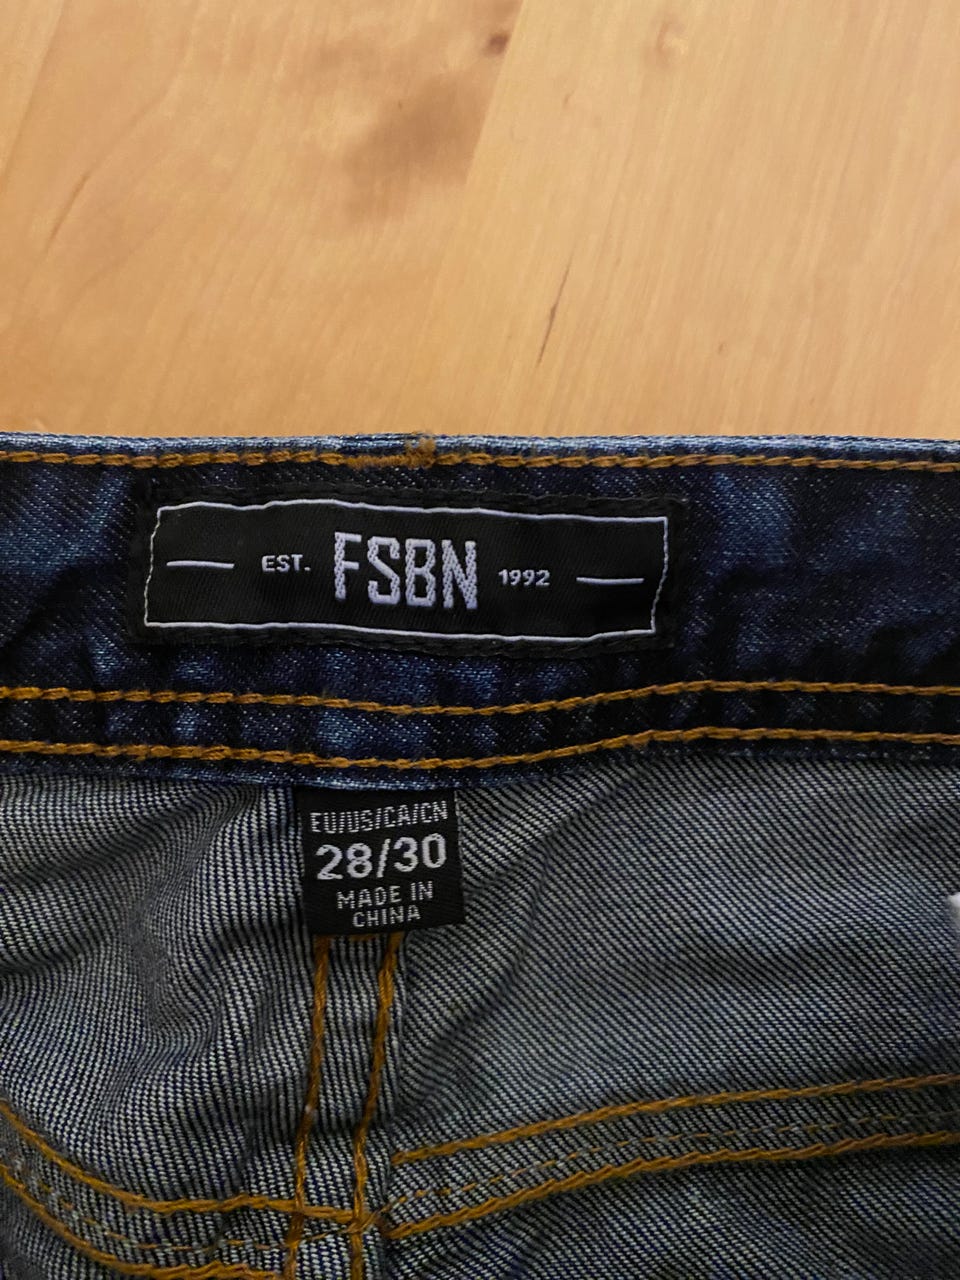 EST. FSBN 1992
EU/US/CA/CN
28/30
MADE IN
CHINA